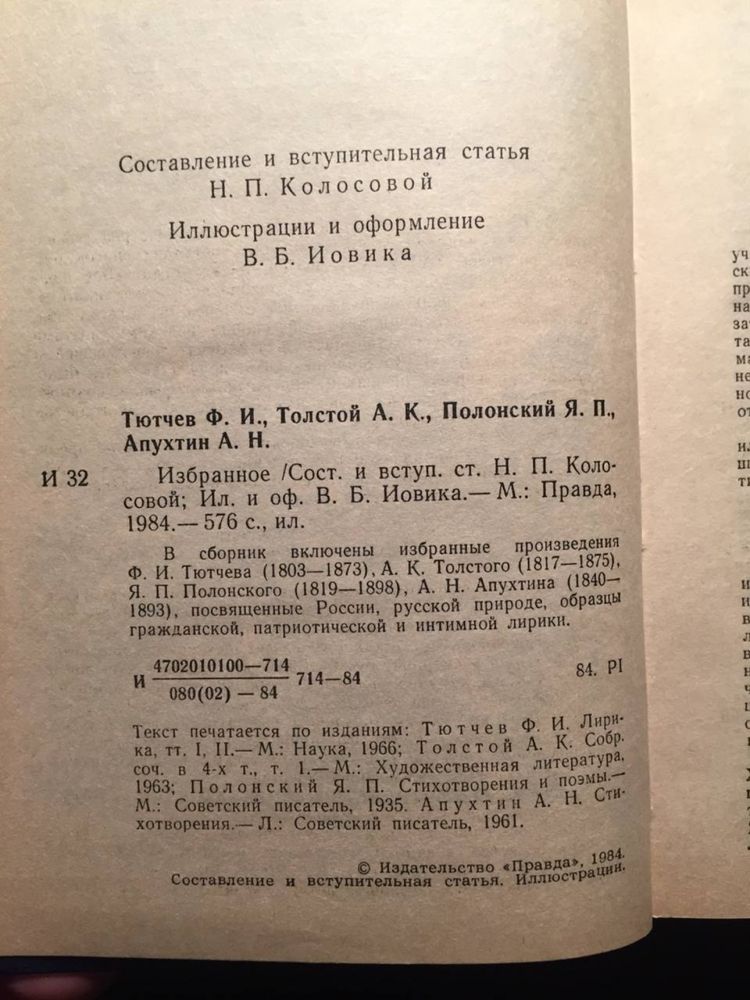 Составление и вступительная статья
Н. П. Колосовой
Иллюстрации и оформление
В. Б. Иовика
Тютчев Ф. И., Толстой А. К., Полонский Я. П.,
Апухтин А. Н.
И 32 Избранное /Сост. и вступ. ст. Н. П. Коло-
совой; Ил. и оф. В. Б. Иовика.— М.: Правда,
1984.— 576 с., ил.
В сборник включены избранные произведения
Ф. И. Тютчева (1803—1873), А. К. Толстого (1817—1875),
Я. П. Полонского (1819—1898), А. Н. Апухтина (1840—
1893), посвященные России, русской природе, образцы
гражданской, патриотической и интимной лирики.
И 4702010100—714
080(02) — 84
714—84
84. PI
Текст печатается по изданиям: Тютчев Ф. И. Лири-
ка, тт. I, II.— М.: Наука, 1966; Толстой А. К. Собр.
соч. в 4-х т., т. 1.— М.: Художественная литература,
1963; Полонский Я. П. Стихотворения и поэмы.—
М.: Советский писатель, 1935. Апухтин А. Н. Сти-
хотворения.— Л.: Советский писатель, 1961.
© Издательство «Правда», 1984.
Составление и вступительная статья. Иллюстрации.